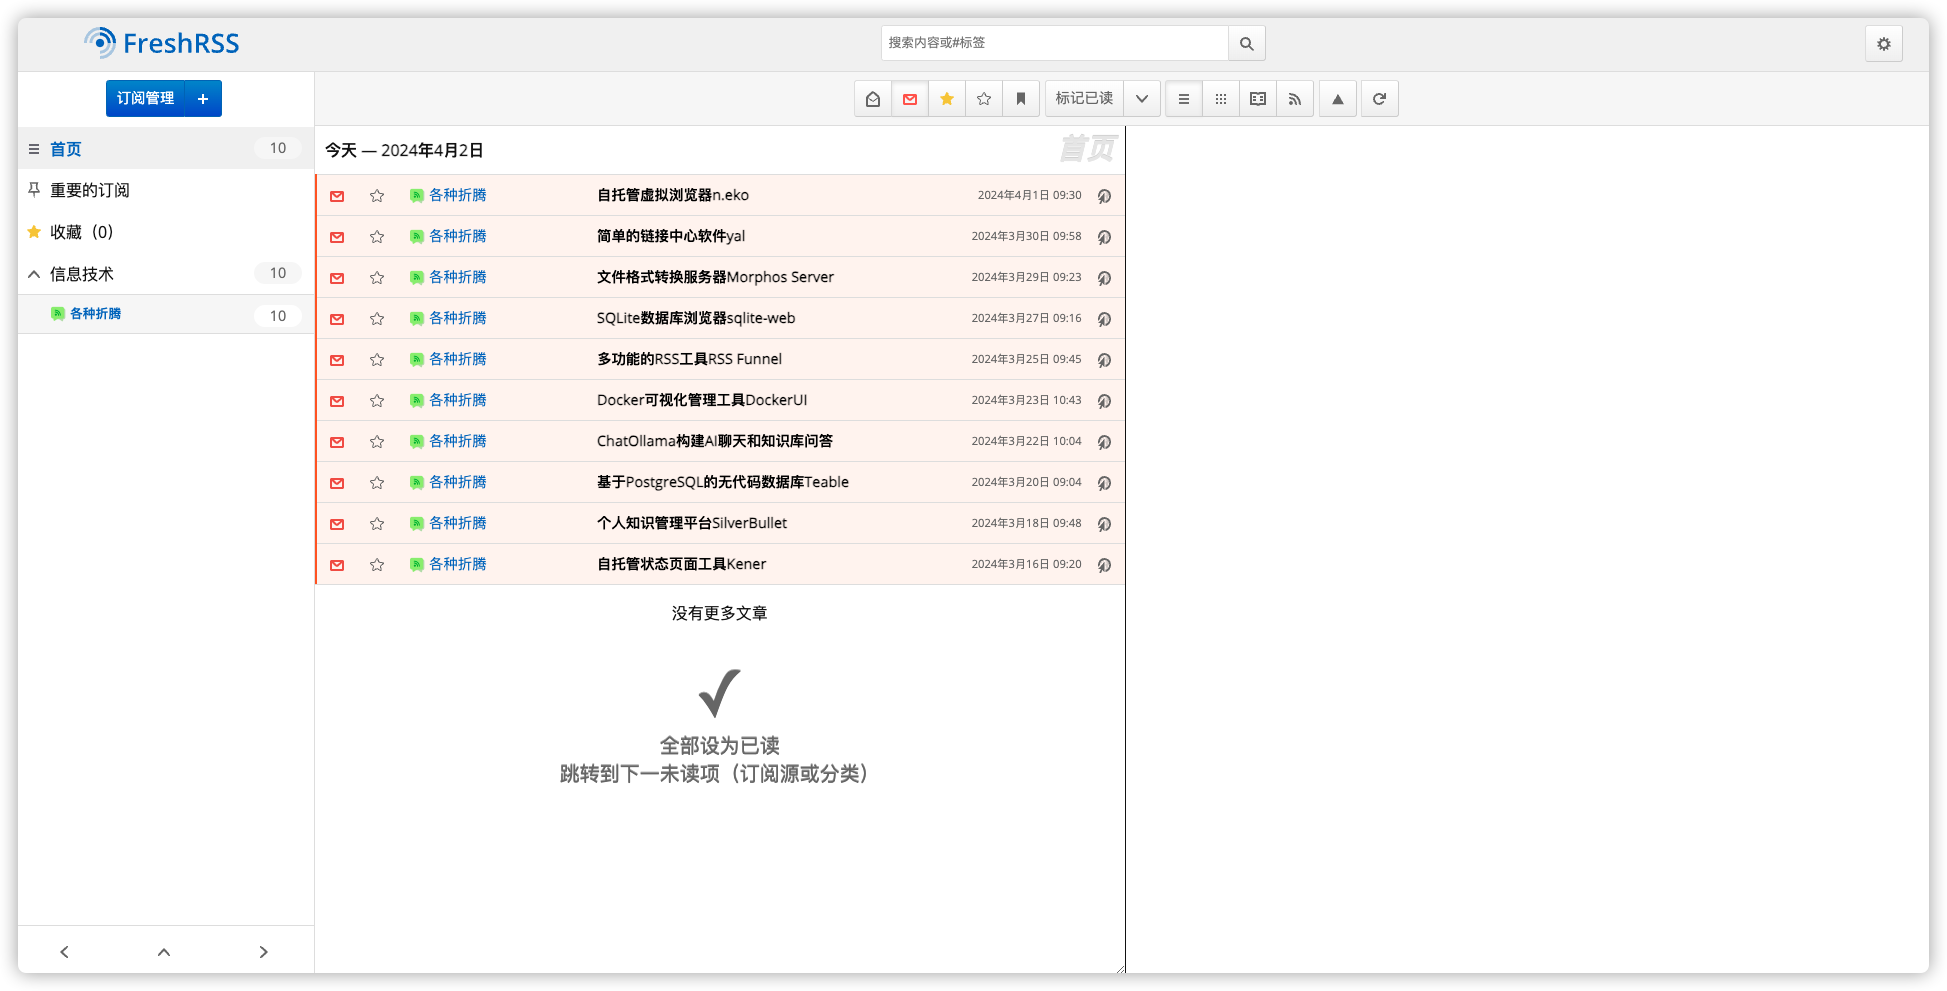 FreshRSS
搜索内容或#标签
订阅管理
标记已读
首页 10
重要的订阅
收藏（0）
信息技术 10
各种折腾 10
今天 — 2024年4月2日
首页
各种折腾 自托管虚拟浏览器n.eko 2024年4月1日 09:30
各种折腾 简单的链接中心软件yal 2024年3月30日 09:58
各种折腾 文件格式转换服务器Morphos Server 2024年3月29日 09:23
各种折腾 SQLite数据库浏览器sqlite-web 2024年3月27日 09:16
各种折腾 多功能的RSS工具RSS Funnel 2024年3月25日 09:45
各种折腾 Docker可视化管理工具DockerUI 2024年3月23日 10:43
各种折腾 ChatOllama构建AI聊天和知识库问答 2024年3月22日 10:04
各种折腾 基于PostgreSQL的无代码数据库Teable 2024年3月20日 09:04
各种折腾 个人知识管理平台SilverBullet 2024年3月18日 09:48
各种折腾 自托管状态页面工具Kener 2024年3月16日 09:20
没有更多文章
全部设为已读
跳转到下一未读项（订阅源或分类）